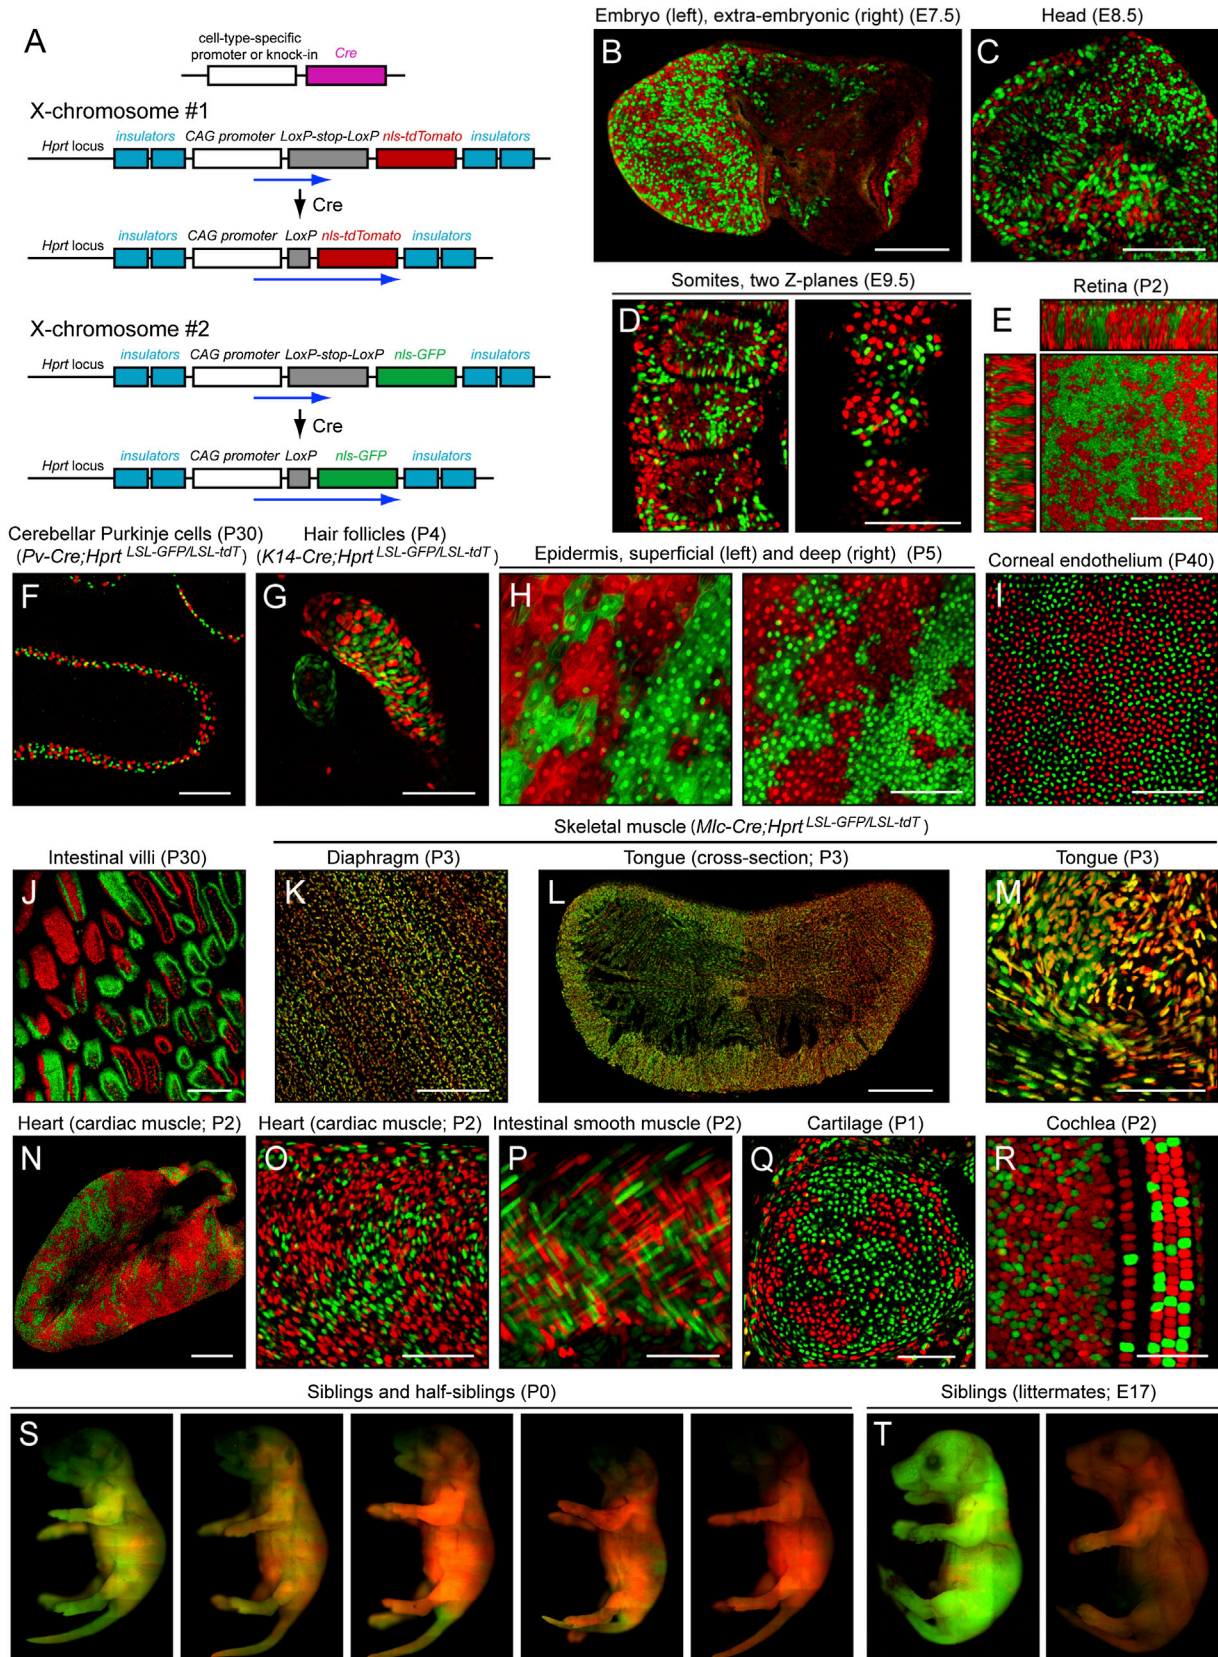 A
cell-type-specific
promoter or knock-in Cre
X-chromosome #1
insulators CAG promoter LoxP-stop-LoxP nls-tdTomato insulators
Hprt locus
Cre
insulators CAG promoter LoxP nls-tdTomato insulators
Hprt locus
X-chromosome #2
insulators CAG promoter LoxP-stop-LoxP nls-GFP insulators
Hprt locus
Cre
insulators CAG promoter LoxP nls-GFP insulators
Hprt locus
Embryo (left), extra-embryonic (right) (E7.5)
B
Head (E8.5)
C
Somites, two Z-planes (E9.5)
D
Retina (P2)
E
Cerebellar Purkinje cells (P30)
(Pv-Cre;Hprt LSL-GFP/LSL-tdT)
F
Hair follicles (P4)
(K14-Cre;Hprt LSL-GFP/LSL-tdT)
G
Epidermis, superficial (left) and deep (right) (P5)
H
Corneal endothelium (P40)
I
Skeletal muscle (Mlc-Cre;Hprt LSL-GFP/LSL-tdT)
Intestinal villi (P30)
J
Diaphragm (P3)
K
Tongue (cross-section; P3)
L
Tongue (P3)
M
Heart (cardiac muscle; P2)
N
Heart (cardiac muscle; P2)
O
Intestinal smooth muscle (P2)
P
Cartilage (P1)
Q
Cochlea (P2)
R
Siblings and half-siblings (P0)
S
Siblings (littermates; E17)
T